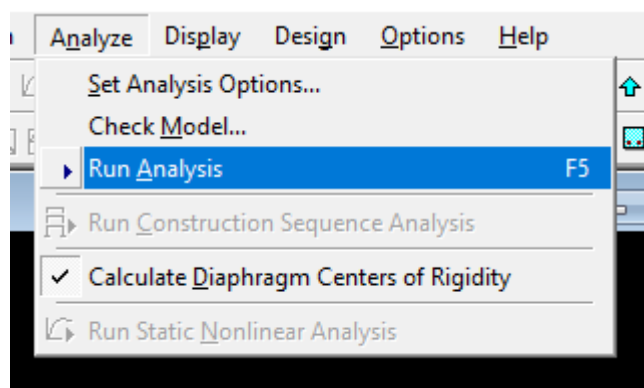 Analyze Display Design Options Help
Set Analysis Options...
Check Model...
Run Analysis F5
Run Construction Sequence Analysis
Calculate Diaphragm Centers of Rigidity
Run Static Nonlinear Analysis